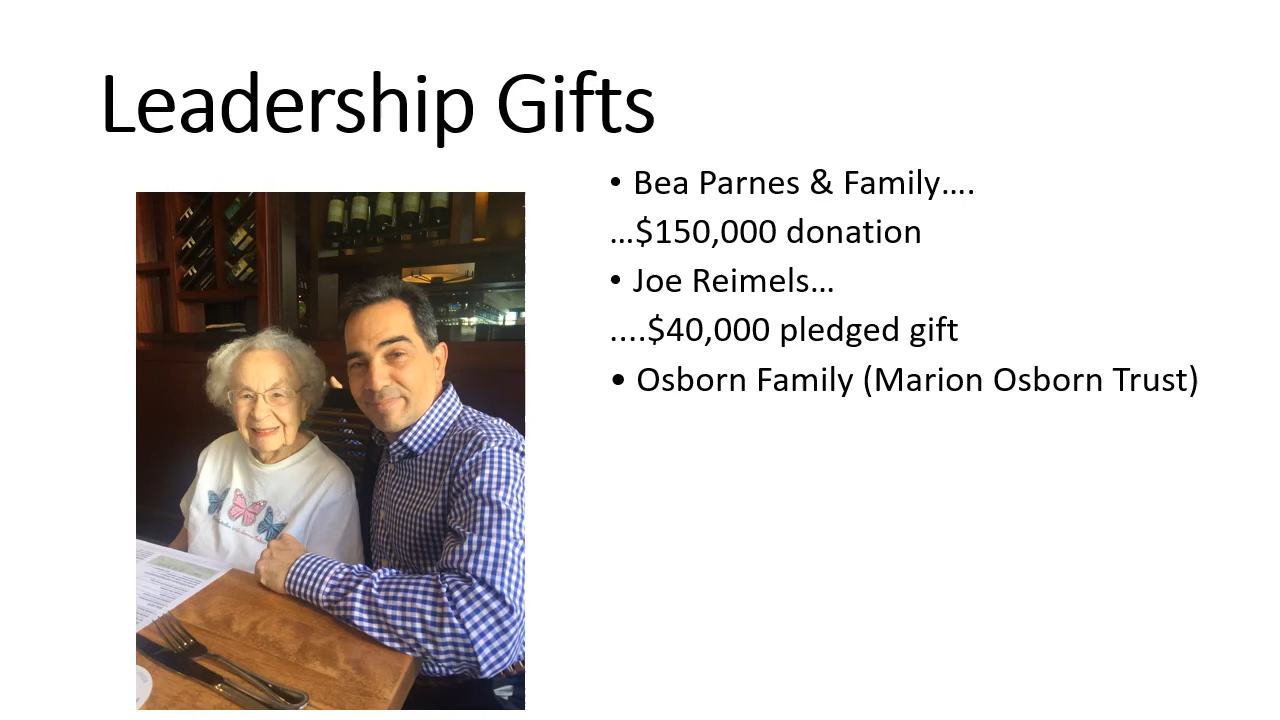 Leadership Gifts
• Bea Parnes & Family....
...$150,000 donation
• Joe Reimels...
....$40,000 pledged gift
• Osborn Family (Marion Osborn Trust)